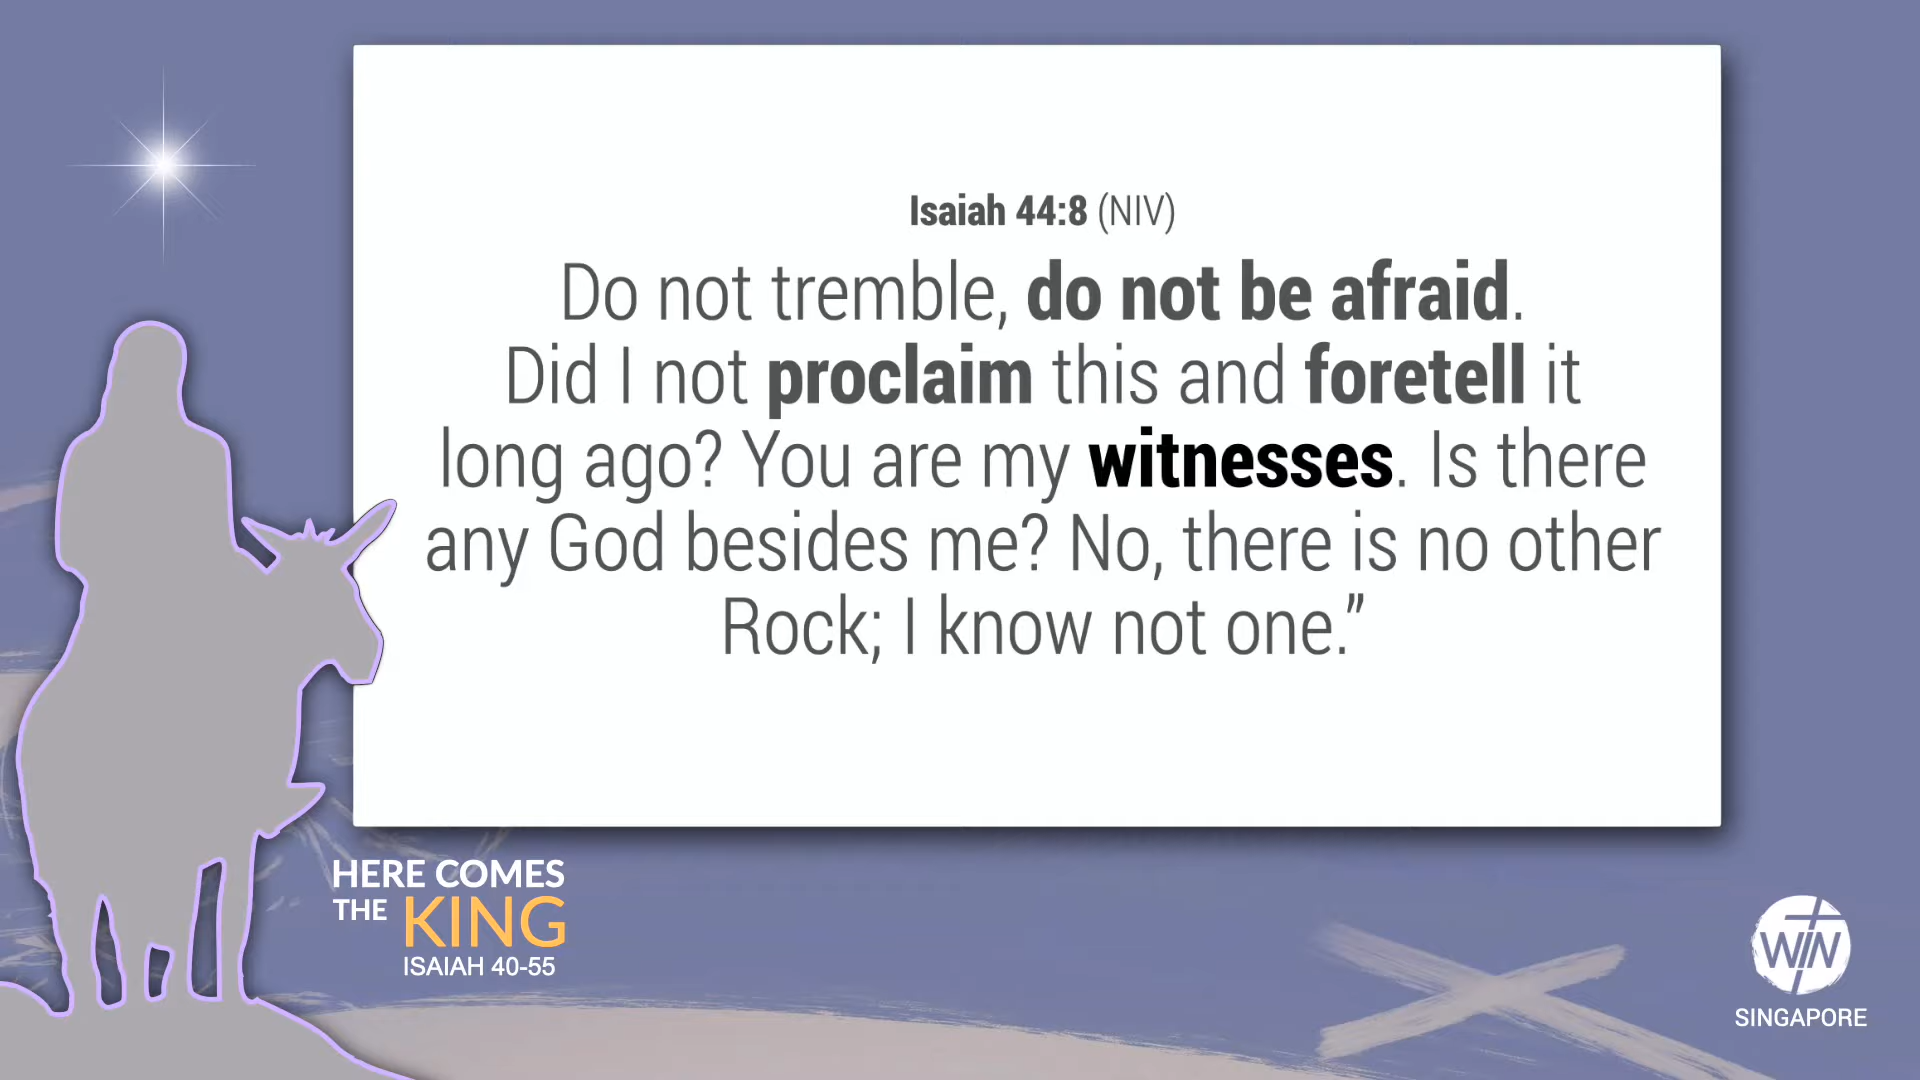 Isaiah 44:8 (NIV)
Do not tremble, do not be afraid.
Did I not proclaim this and foretell it
long ago? You are my witnesses. Is there
any God besides me? No, there is no other
Rock; I know not one.”
HERE COMES
THE KING
ISAIAH 40-55
WIN
SINGAPORE